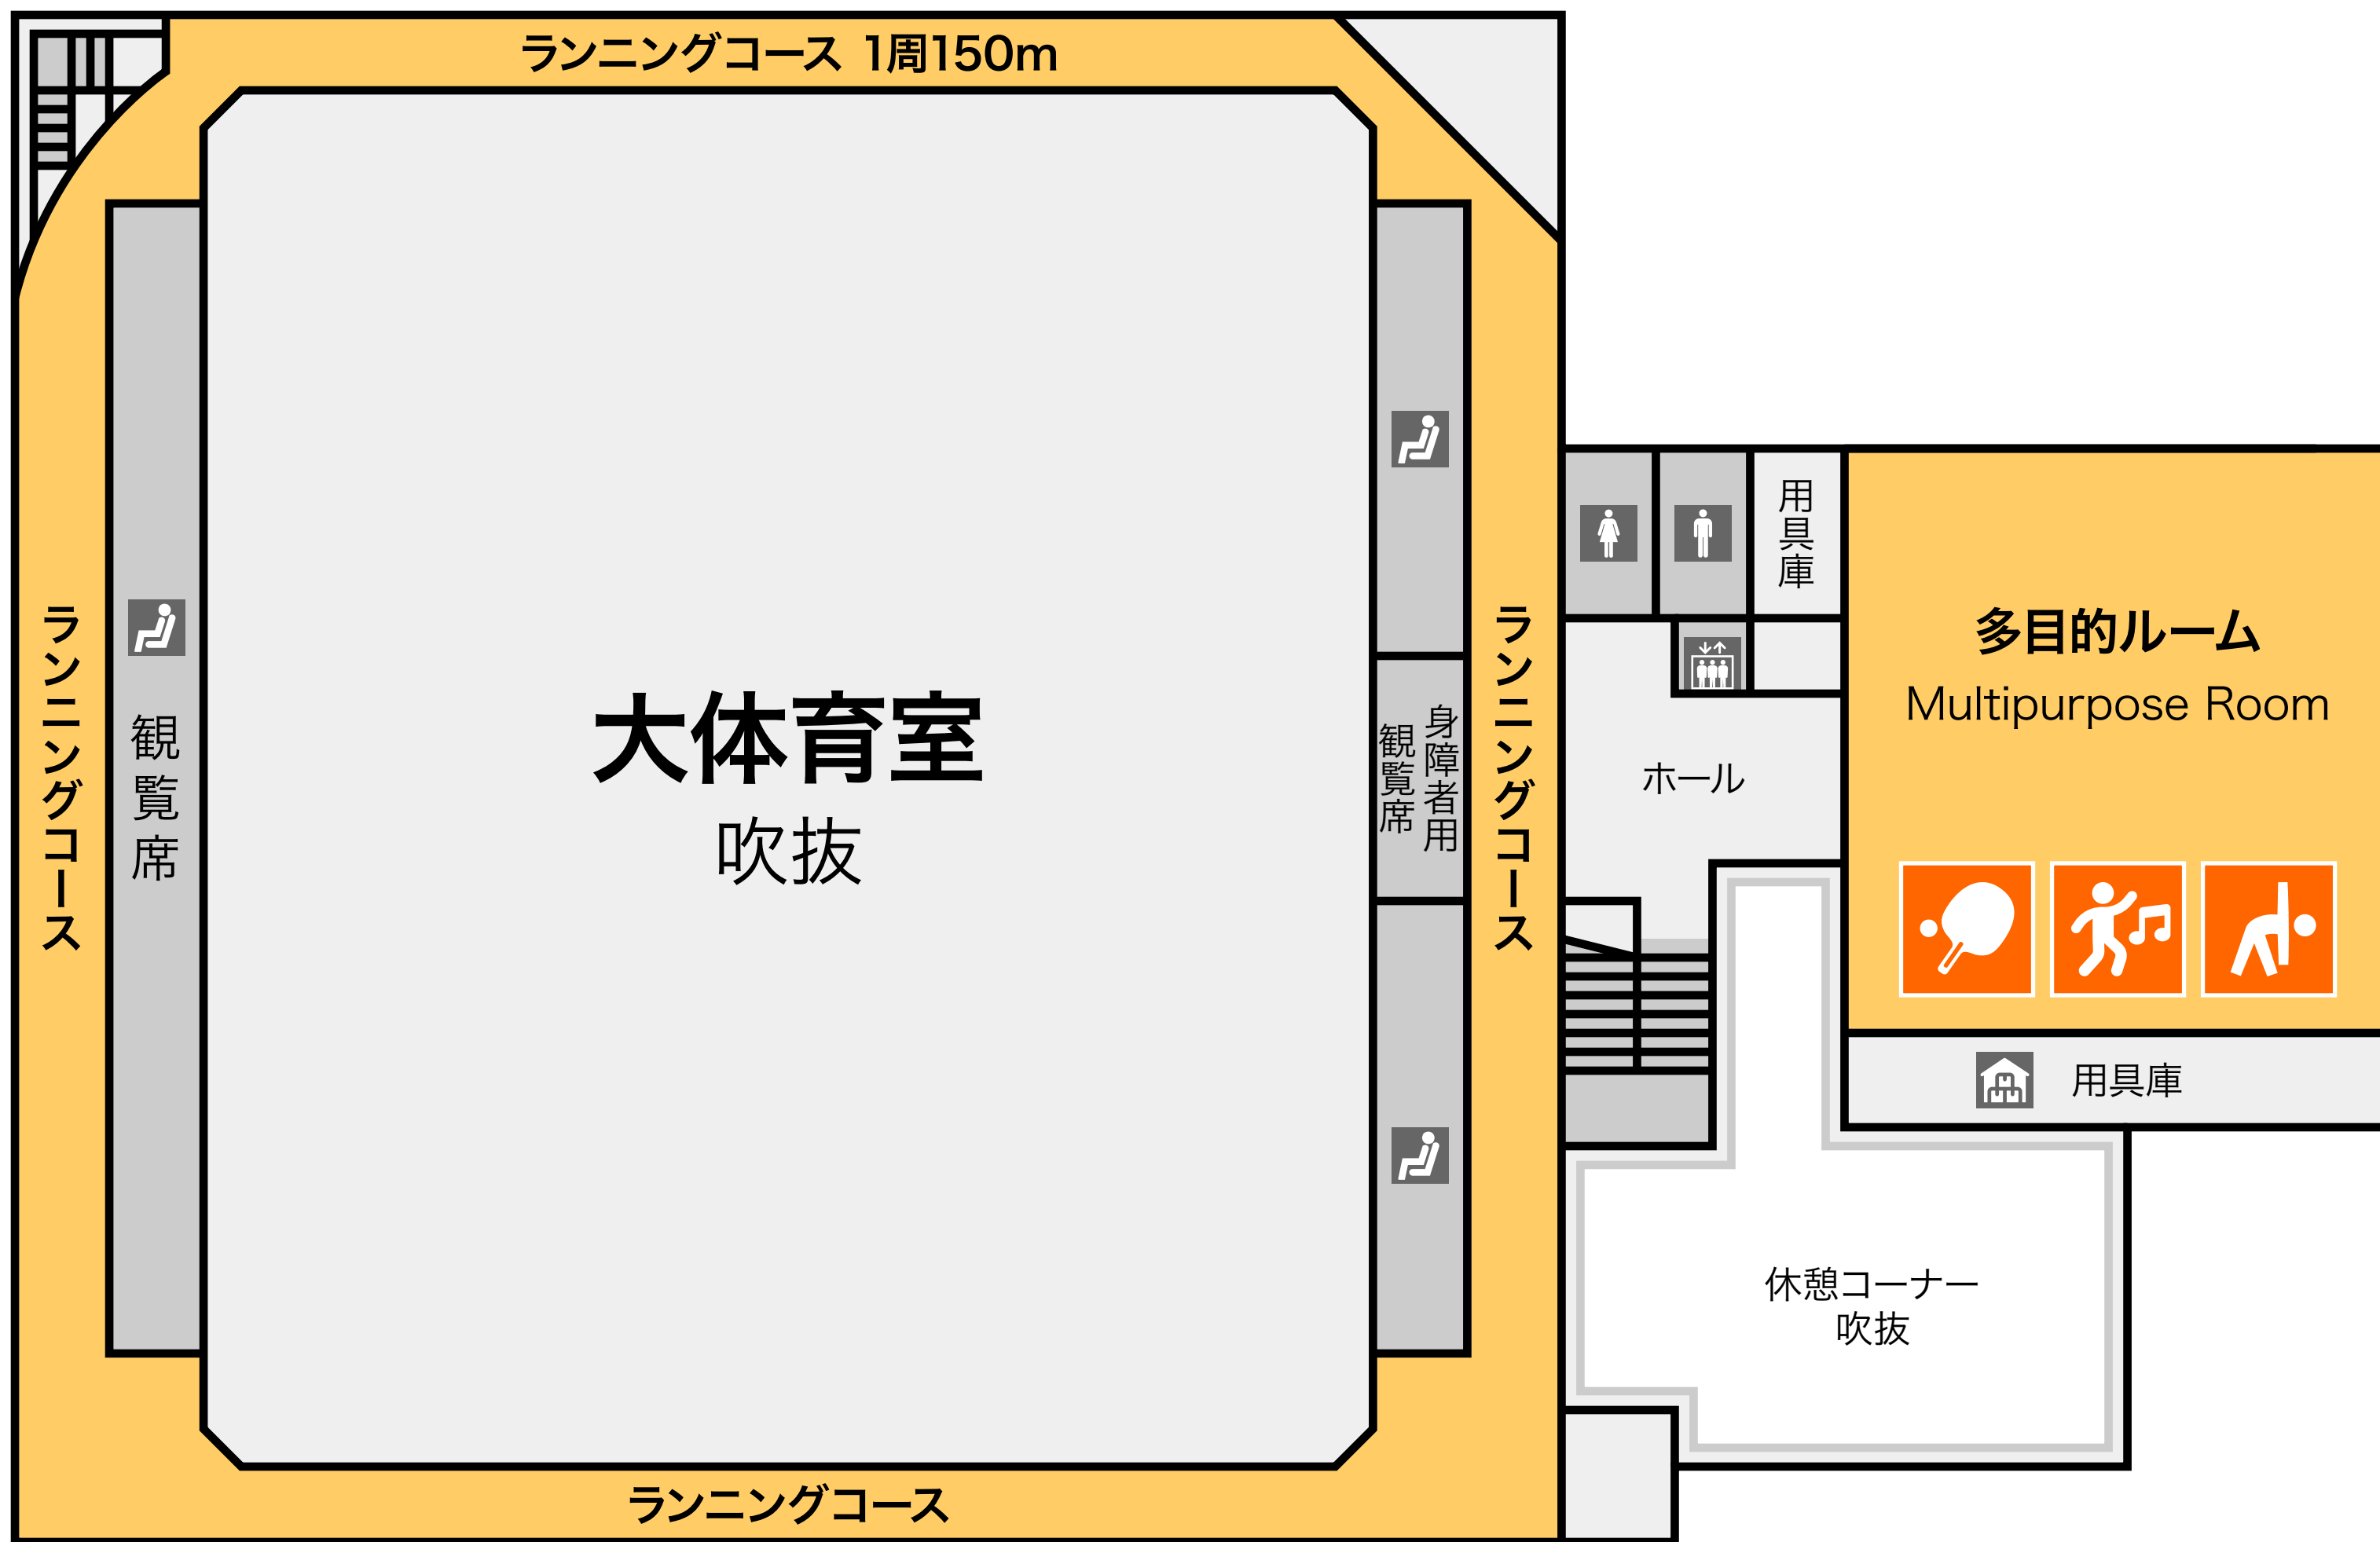 ランニングコース 1周150m
ランニングコース
観覧席
大体育室
吹抜
身障者用
観覧席
ランニングコース
ランニングコース
用具庫
ホール
多目的ルーム
Multipurpose Room
用具庫
休憩コーナー
吹抜